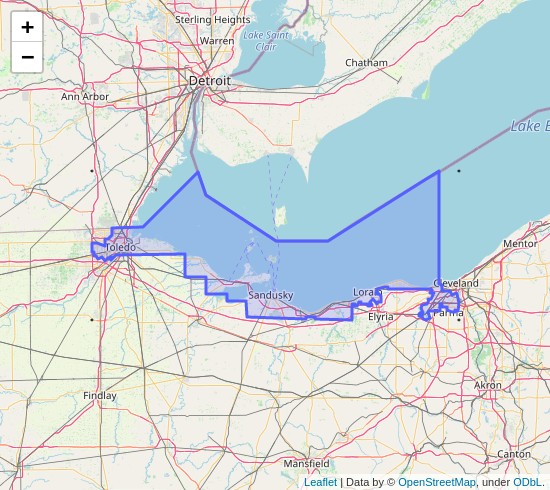 +
−
Sterling Heights
Warren
Lake Saint
Clair
Chatham
Detroit
Ann Arbor
Lake E
Toledo
Mentor
Cleveland
Sandusky
Lorain
Elyria
Parma
Akron
Findlay
Canton
Mansfield
Leaflet | Data by © OpenStreetMap, under ODbL.